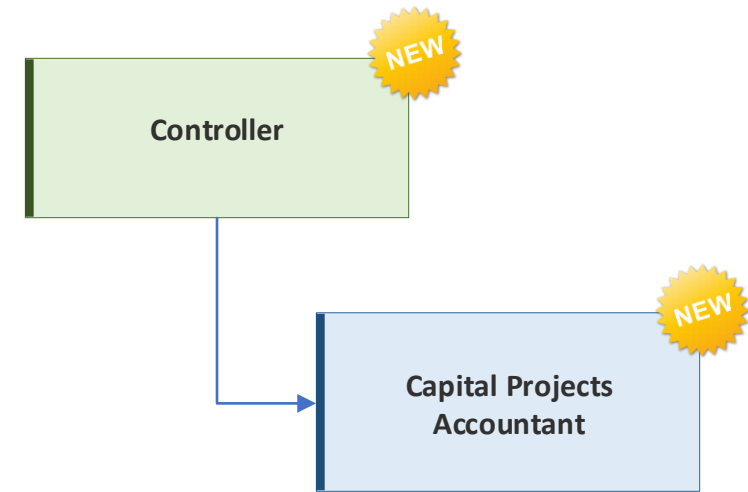 NEW
Controller
NEW
Capital Projects
Accountant